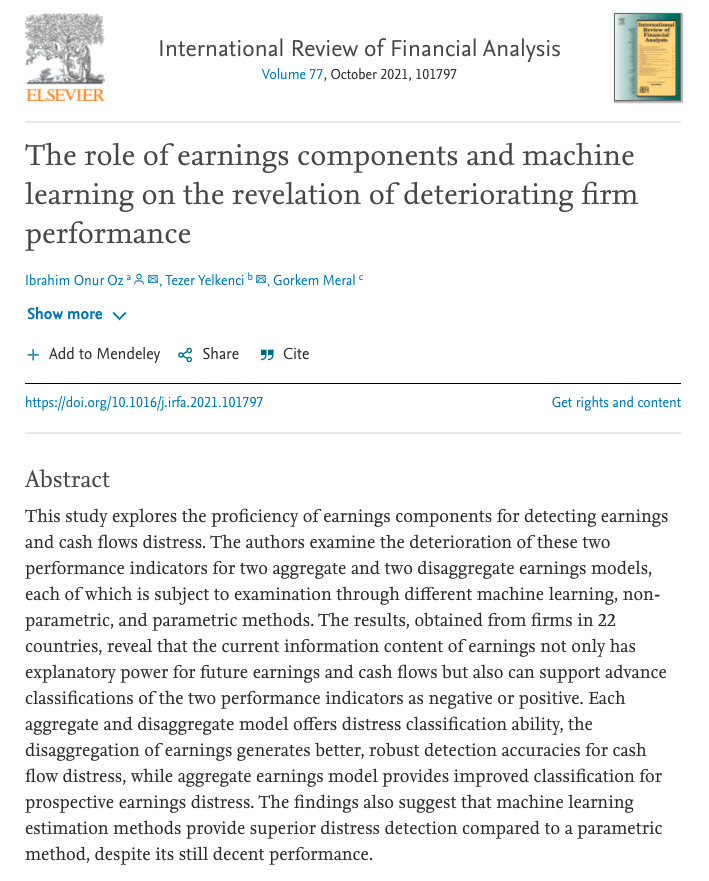 International Review of Financial Analysis
Volume 77, October 2021, 101797
ELSEVIER
International
Review of
Financial
Analysis
The role of earnings components and machine
learning on the revelation of deteriorating firm
performance
Ibrahim Onur Oz a, Tezer Yelkenci b, Gorkem Meral c
Show more
Add to Mendeley Share Cite
https://doi.org/10.1016/j.irfa.2021.101797 Get rights and content
Abstract
This study explores the proficiency of earnings components for detecting earnings
and cash flows distress. The authors examine the deterioration of these two
performance indicators for two aggregate and two disaggregate earnings models,
each of which is subject to examination through different machine learning, non-
parametric, and parametric methods. The results, obtained from firms in 22
countries, reveal that the current information content of earnings not only has
explanatory power for future earnings and cash flows but also can support advance
classifications of the two performance indicators as negative or positive. Each
aggregate and disaggregate model offers distress classification ability, the
disaggregation of earnings generates better, robust detection accuracies for cash
flow distress, while aggregate earnings model provides improved classification for
prospective earnings distress. The findings also suggest that machine learning
estimation methods provide superior distress detection compared to a parametric
method, despite its still decent performance.